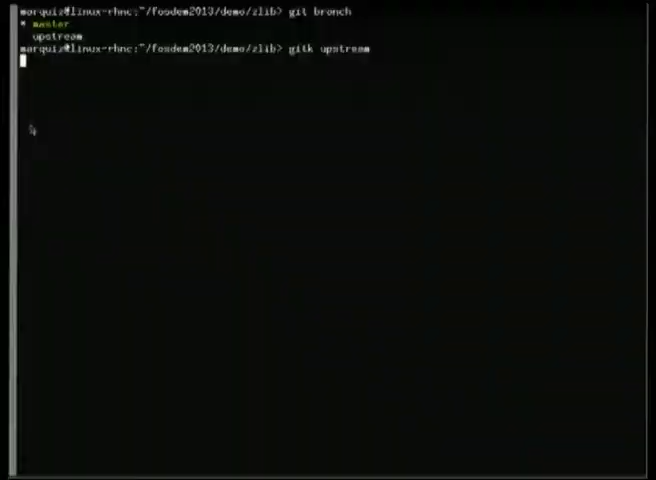 marquiz@linux-rhnc:~/fosdem2013/demo/zlib> git branch
* master
upstream
marquiz@linux-rhnc:~/fosdem2013/demo/zlib> gitk upstream